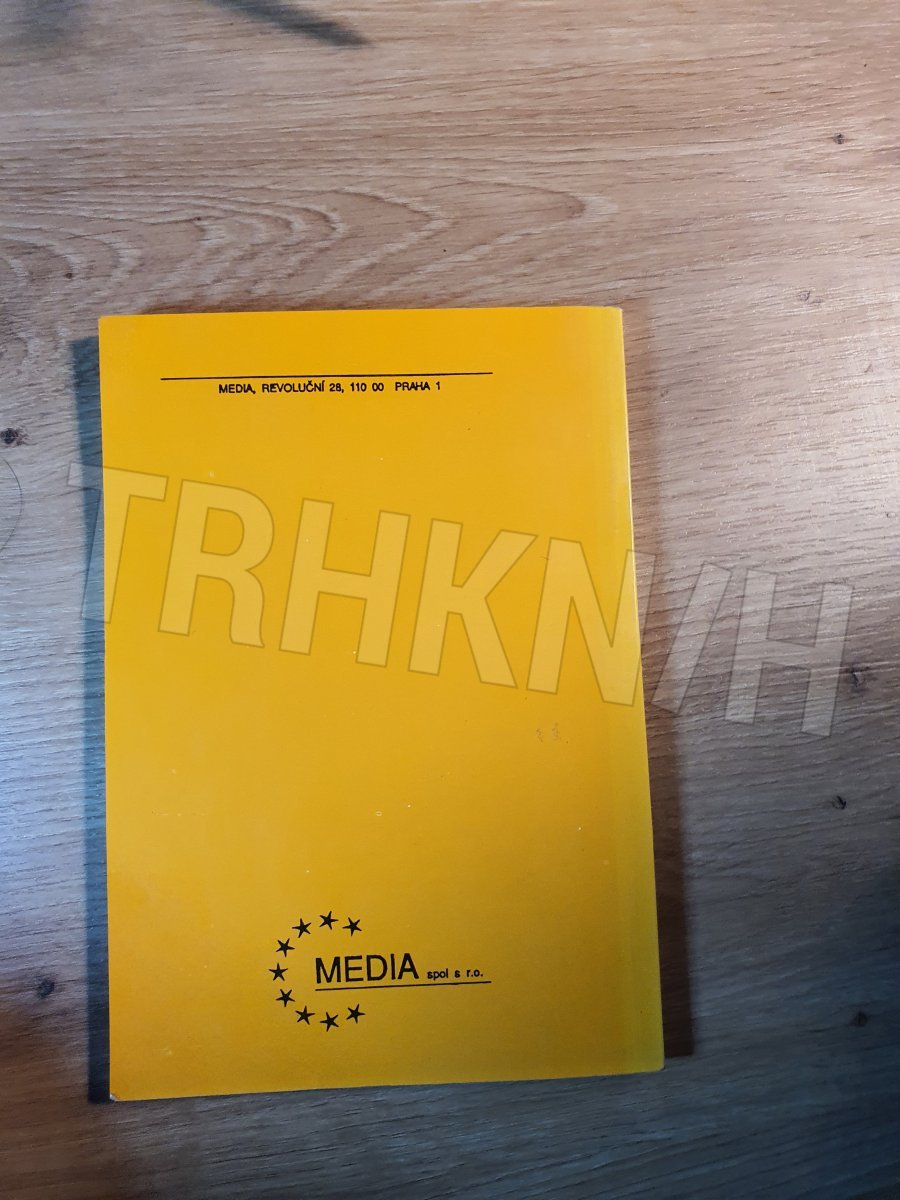 MEDIA, REVOLUČNÍ 28, 110 00 PRAHA 1
TRHKNIH
MEDIA spol s r.o.